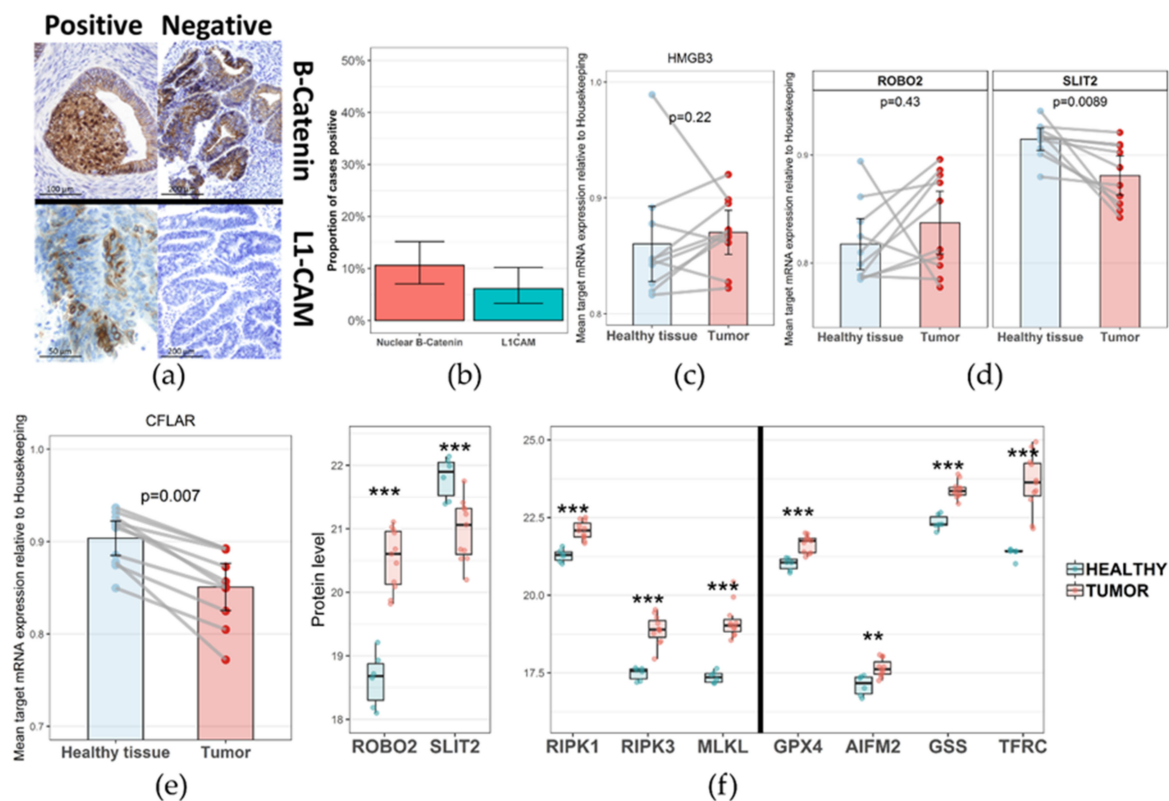 Positive Negative
B-Catenin
L1-CAM
100 µm
200 µm
50 µm
200 µm
(a)
Proportion of cases positive
50%
40%
30%
20%
10%
0%
Nuclear B-Catenin L1CAM
(b)
HMGB3
Mean target mRNA expression relative to Housekeeping
1.0
0.9
0.8
p=0.22
Healthy tissue Tumor
(c)
ROBO2 SLIT2
Mean target mRNA expression relative to Housekeeping
0.9
0.8
p=0.43 p=0.0089
Healthy tissue Tumor Healthy tissue Tumor
(d)
CFLAR
Mean target mRNA expression relative to Housekeeping
1.0
0.9
0.8
0.7
p=0.007
Healthy tissue Tumor
(e)
Protein level
22
21
20
19
18
*** ***
ROBO2 SLIT2
25.0
22.5
20.0
17.5
*** *** *** *** ** *** ***
RIPK1 RIPK3 MLKL GPX4 AIFM2 GSS TFRC
(f)
HEALTHY
TUMOR